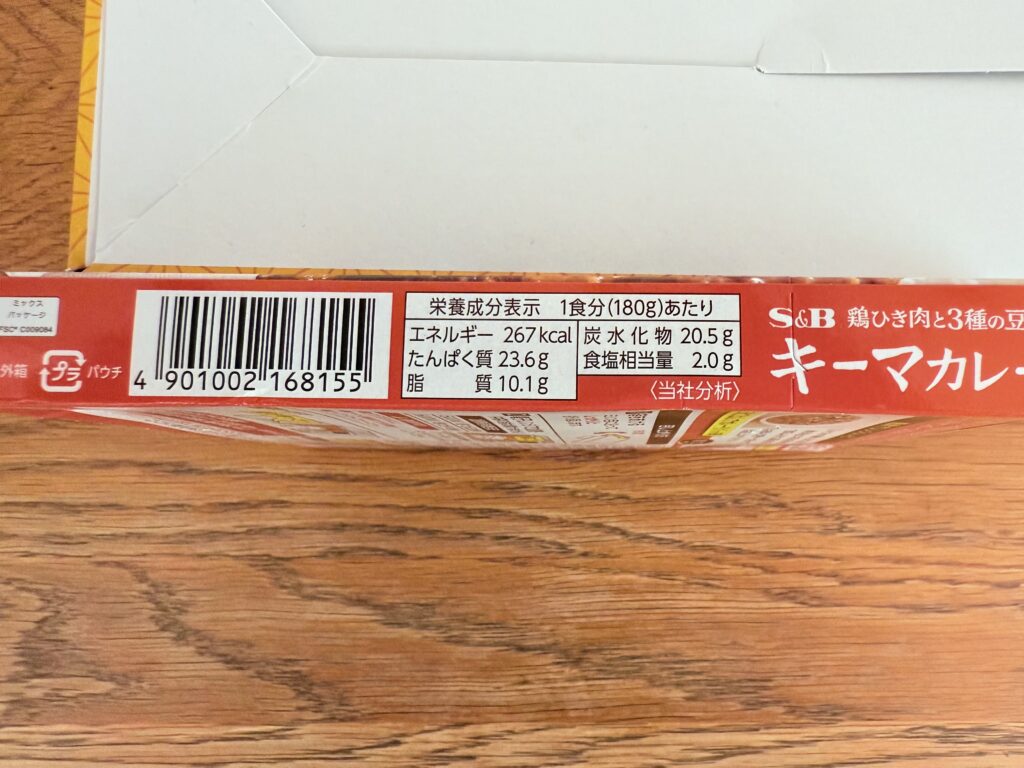 ミックス
パッケージ
FSC® C009084
外箱
プラ
パウチ
4 901002 168155
栄養成分表示 1食分(180g)あたり
エネルギー 267kcal
たんぱく質 23.6g
脂質 10.1g
炭水化物 20.5g
食塩相当量 2.0g
〈当社分析〉
S&B 鶏ひき肉と3種の豆
キーマカレー